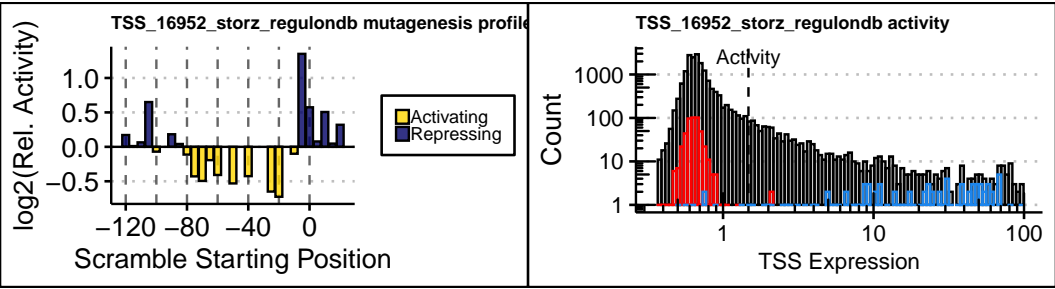 TSS_16952_storz_regulondb mutagenesis profile
log2(Rel. Activity)
1.0
0.5
0.0
−0.5
−120 −80 −40 0
Scramble Starting Position
Activating
Repressing
TSS_16952_storz_regulondb activity
Activity
Count
1000
100
10
1
1 10 100
TSS Expression